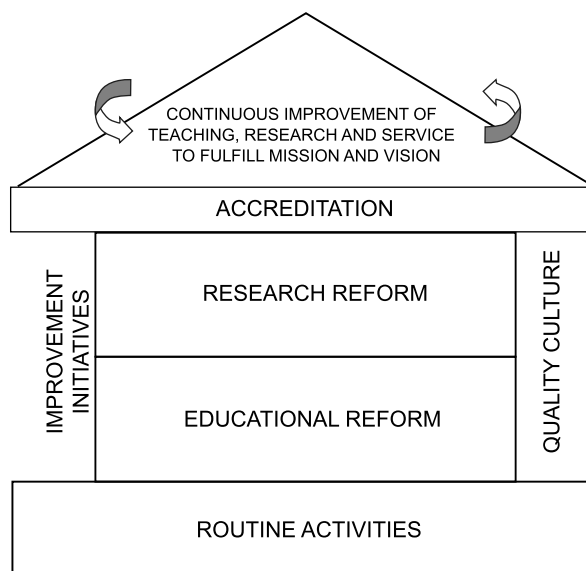 CONTINUOUS IMPROVEMENT OF
TEACHING, RESEARCH AND SERVICE
TO FULFILL MISSION AND VISION
ACCREDITATION
IMPROVEMENT
INITIATIVES
RESEARCH REFORM
EDUCATIONAL REFORM
QUALITY CULTURE
ROUTINE ACTIVITIES